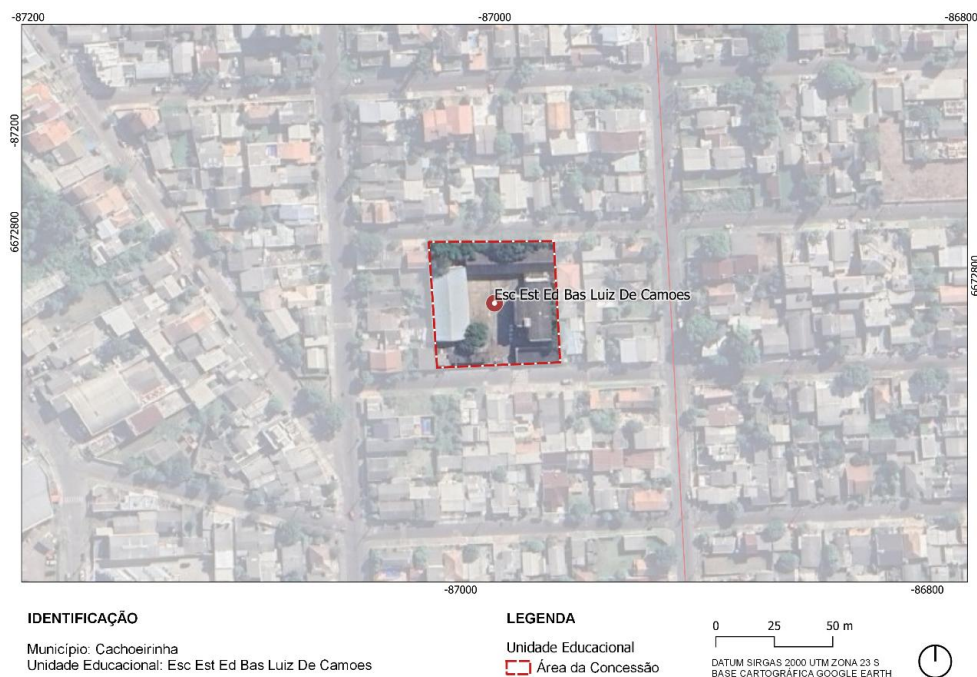 -87200
-87000
-86800
-87200
6672800
6672800
Esc Est Ed Bas Luiz De Camoes
-87000
-86800
IDENTIFICAÇÃO
Município: Cachoeirinha
Unidade Educacional: Esc Est Ed Bas Luiz De Camoes
LEGENDA
Unidade Educacional
Área da Concessão
0 25 50 m
DATUM SIRGAS 2000 UTM ZONA 23 S
BASE CARTOGRÁFICA GOOGLE EARTH